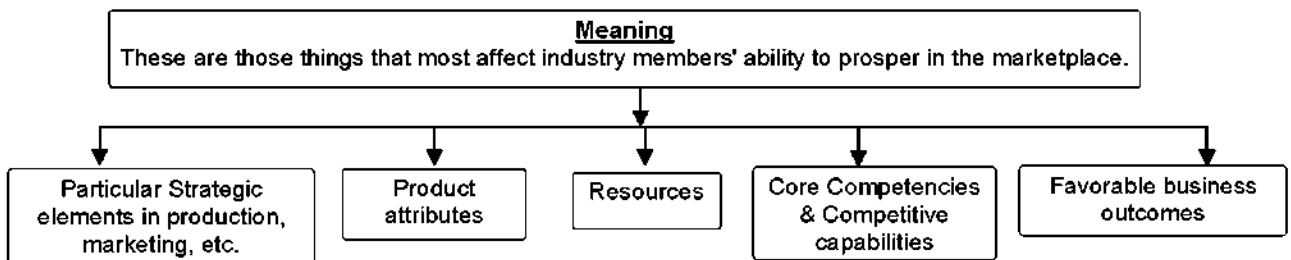 Meaning
These are those things that most affect industry members' ability to prosper in the marketplace.
Particular Strategic
elements in production,
marketing, etc.
Product
attributes
Resources
Core Competencies
& Competitive
capabilities
Favorable business
outcomes